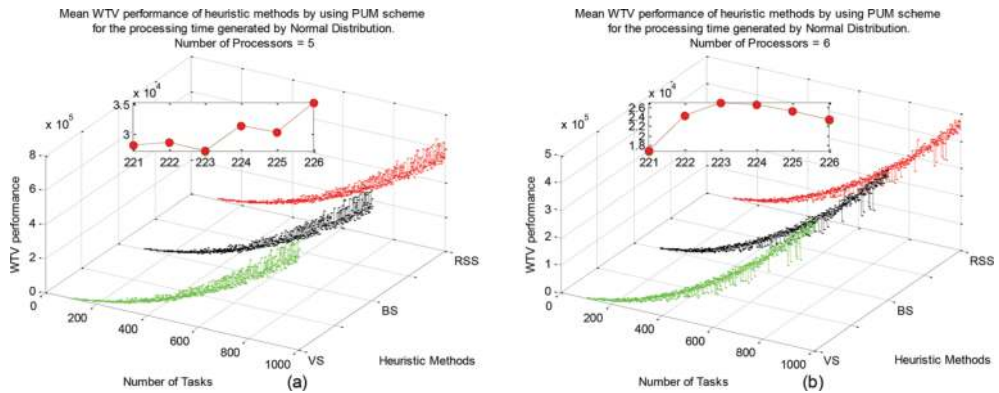 Mean WTV performance of heuristic methods by using PUM scheme
for the processing time generated by Normal Distribution.
Number of Processors = 5
x 10^4
3.5
3
221 222 223 224 225 226
x 10^5
8
6
4
2
0
WTV performance
0
200
400
600
800
1000
VS
BS
RSS
Heuristic Methods
Number of Tasks
(a)
Mean WTV performance of heuristic methods by using PUM scheme
for the processing time generated by Normal Distribution.
Number of Processors = 6
x 10^4
2.6
2.4
2.2
2
1.8
221 222 223 224 225 226
x 10^5
5
4
3
2
1
0
WTV performance
0
200
400
600
800
1000
VS
BS
RSS
Heuristic Methods
Number of Tasks
(b)